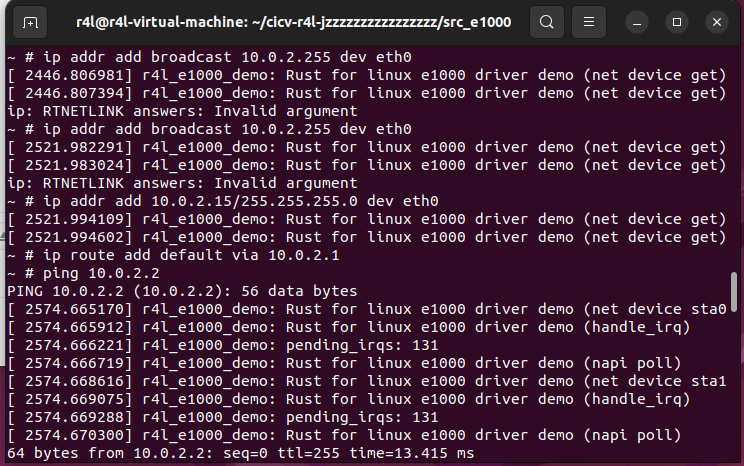 r4l@r4l-virtual-machine: ~/cicv-r4l-jzzzzzzzzzzzzzzzz/src_e1000
~ # ip addr add broadcast 10.0.2.255 dev eth0
[ 2446.806981] r4l_e1000_demo: Rust for linux e1000 driver demo (net device get)
[ 2446.807394] r4l_e1000_demo: Rust for linux e1000 driver demo (net device get)
ip: RTNETLINK answers: Invalid argument
~ # ip addr add broadcast 10.0.2.255 dev eth0
[ 2521.982291] r4l_e1000_demo: Rust for linux e1000 driver demo (net device get)
[ 2521.983024] r4l_e1000_demo: Rust for linux e1000 driver demo (net device get)
ip: RTNETLINK answers: Invalid argument
~ # ip addr add 10.0.2.15/255.255.255.0 dev eth0
[ 2521.994109] r4l_e1000_demo: Rust for linux e1000 driver demo (net device get)
[ 2521.994602] r4l_e1000_demo: Rust for linux e1000 driver demo (net device get)
~ # ip route add default via 10.0.2.1
~ # ping 10.0.2.2
PING 10.0.2.2 (10.0.2.2): 56 data bytes
[ 2574.665170] r4l_e1000_demo: Rust for linux e1000 driver demo (net device sta0
[ 2574.665912] r4l_e1000_demo: Rust for linux e1000 driver demo (handle_irq)
[ 2574.666221] r4l_e1000_demo: pending_irqs: 131
[ 2574.666719] r4l_e1000_demo: Rust for linux e1000 driver demo (napi poll)
[ 2574.668616] r4l_e1000_demo: Rust for linux e1000 driver demo (net device sta1
[ 2574.669075] r4l_e1000_demo: Rust for linux e1000 driver demo (handle_irq)
[ 2574.669288] r4l_e1000_demo: pending_irqs: 131
[ 2574.670300] r4l_e1000_demo: Rust for linux e1000 driver demo (napi poll)
64 bytes from 10.0.2.2: seq=0 ttl=255 time=13.415 ms